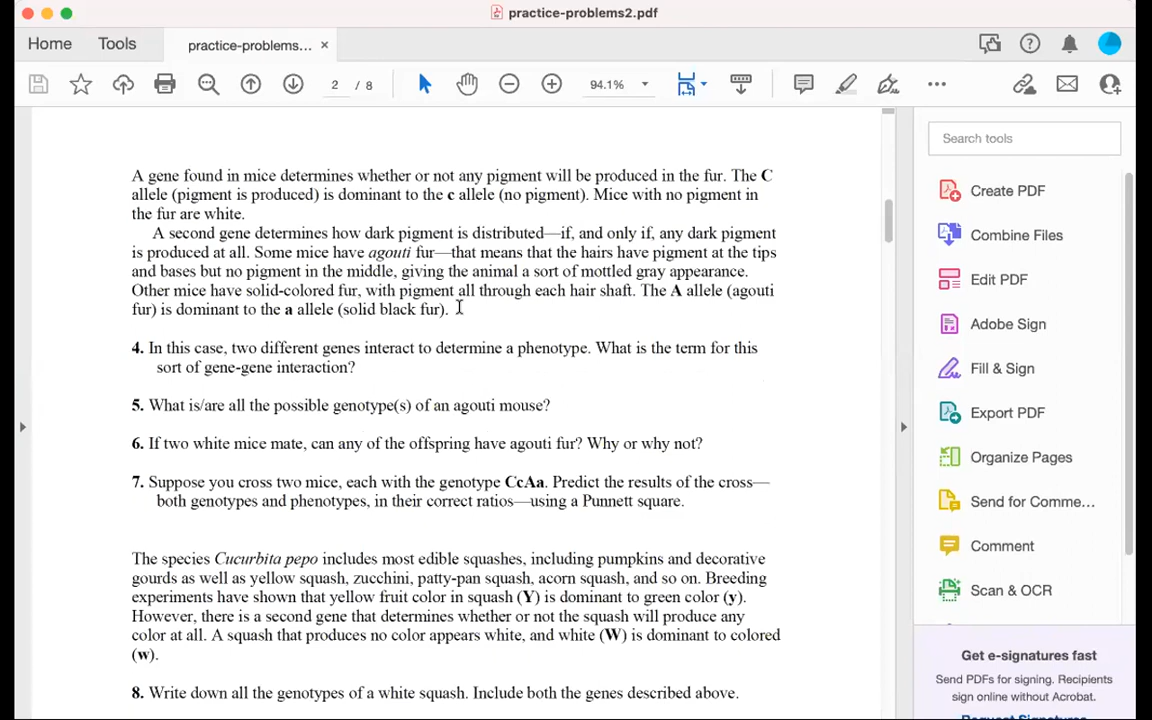 practice-problems2.pdf
Home
Tools
practice-problems... ×
2 / 8
94.1%
A gene found in mice determines whether or not any pigment will be produced in the fur. The C
allele (pigment is produced) is dominant to the c allele (no pigment). Mice with no pigment in
the fur are white.
A second gene determines how dark pigment is distributed—if, and only if, any dark pigment
is produced at all. Some mice have agouti fur—that means that the hairs have pigment at the tips
and bases but no pigment in the middle, giving the animal a sort of mottled gray appearance.
Other mice have solid-colored fur, with pigment all through each hair shaft. The A allele (agouti
fur) is dominant to the a allele (solid black fur).
4. In this case, two different genes interact to determine a phenotype. What is the term for this
sort of gene-gene interaction?
5. What is/are all the possible genotype(s) of an agouti mouse?
6. If two white mice mate, can any of the offspring have agouti fur? Why or why not?
7. Suppose you cross two mice, each with the genotype CcAa. Predict the results of the cross—
both genotypes and phenotypes, in their correct ratios—using a Punnett square.
The species Cucurbita pepo includes most edible squashes, including pumpkins and decorative
gourds as well as yellow squash, zucchini, patty-pan squash, acorn squash, and so on. Breeding
experiments have shown that yellow fruit color in squash (Y) is dominant to green color (y).
However, there is a second gene that determines whether or not the squash will produce any
color at all. A squash that produces no color appears white, and white (W) is dominant to colored
(w).
8. Write down all the genotypes of a white squash. Include both the genes described above.
Search tools
Create PDF
Combine Files
Edit PDF
Adobe Sign
Fill & Sign
Export PDF
Organize Pages
Send for Comme...
Comment
Scan & OCR
Get e-signatures fast
Send PDFs for signing. Recipients
sign online without Acrobat.
Request Signatures